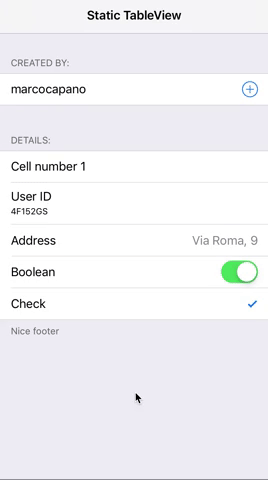 Static TableView
CREATED BY:
marcocapano
DETAILS:
Cell number 1
User ID
4F152GS
Address Via Roma, 9
Boolean
Check
Nice footer